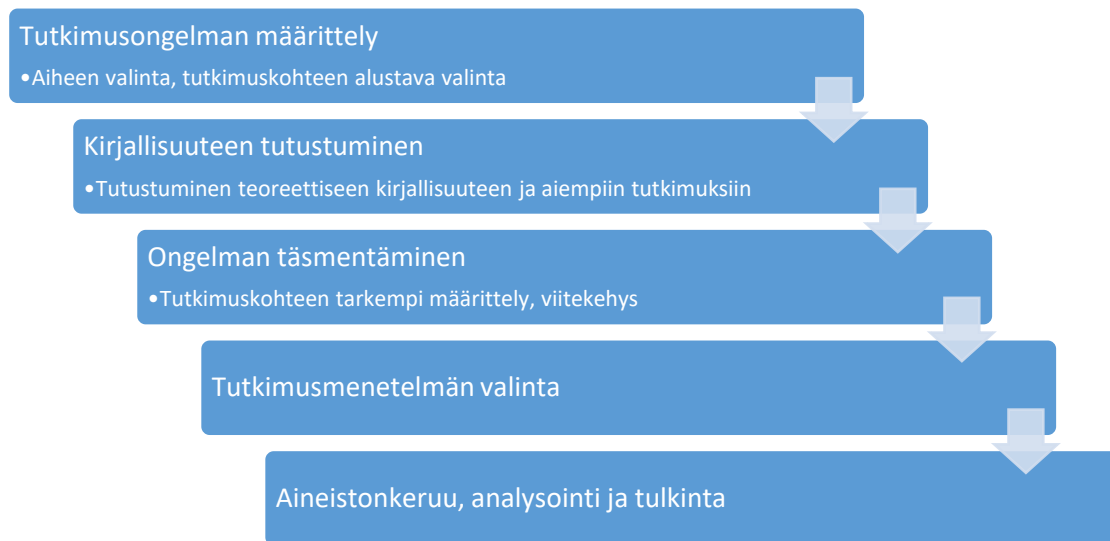 Tutkimusongelman määrittely
•Aiheen valinta, tutkimuskohteen alustava valinta
Kirjallisuuteen tutustuminen
•Tutustuminen teoreettiseen kirjallisuuteen ja aiempiin tutkimuksiin
Ongelman täsmentäminen
•Tutkimuskohteen tarkempi määrittely, viitekehys
Tutkimusmenetelmän valinta
Aineistonkeruu, analysointi ja tulkinta